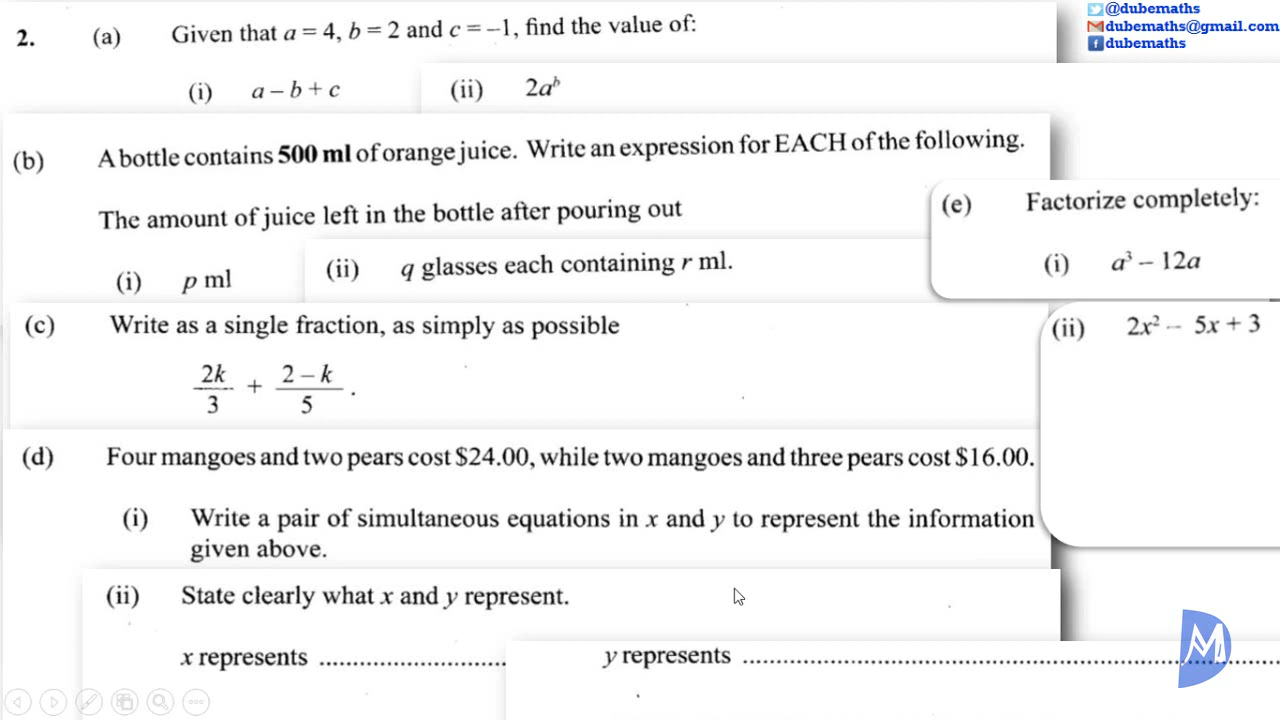 @dubemaths
dubemaths@gmail.com
dubemaths
2. (a) Given that a = 4, b = 2 and c = –1, find the value of:
(i) a – b + c (ii) 2aᵇ
(b) A bottle contains 500 ml of orange juice. Write an expression for EACH of the following.
The amount of juice left in the bottle after pouring out
(i) p ml (ii) q glasses each containing r ml.
(c) Write as a single fraction, as simply as possible
2k/3 + (2 – k)/5 .
(d) Four mangoes and two pears cost $24.00, while two mangoes and three pears cost $16.00.
(i) Write a pair of simultaneous equations in x and y to represent the information
given above.
(ii) State clearly what x and y represent.
x represents ............................ y represents ................................................................................
(e) Factorize completely:
(i) a³ – 12a
(ii) 2x² – 5x + 3
M